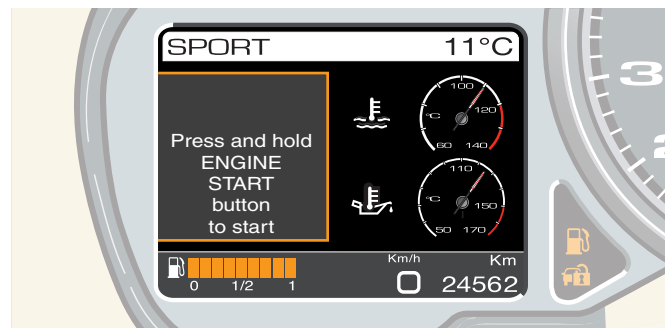 SPORT 11°C
Press and hold
ENGINE
START
button
to start
100
120
°C
60 140
110
°C
150
50 170
0 1/2 1
Km/h
0
Km
24562
3
2